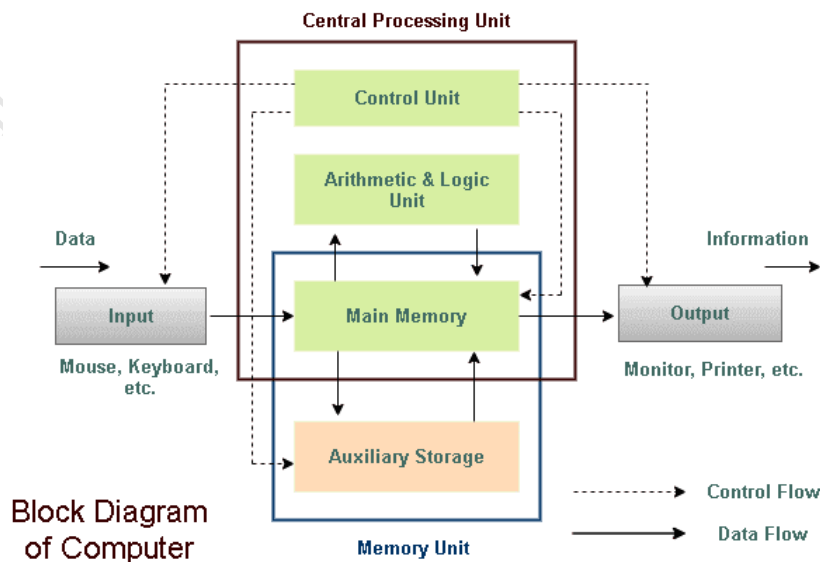 Central Processing Unit
Control Unit
Arithmetic & Logic
Unit
Data
Information
Input
Main Memory
Output
Mouse, Keyboard,
etc.
Monitor, Printer, etc.
Auxiliary Storage
Control Flow
Data Flow
Block Diagram
of Computer
Memory Unit